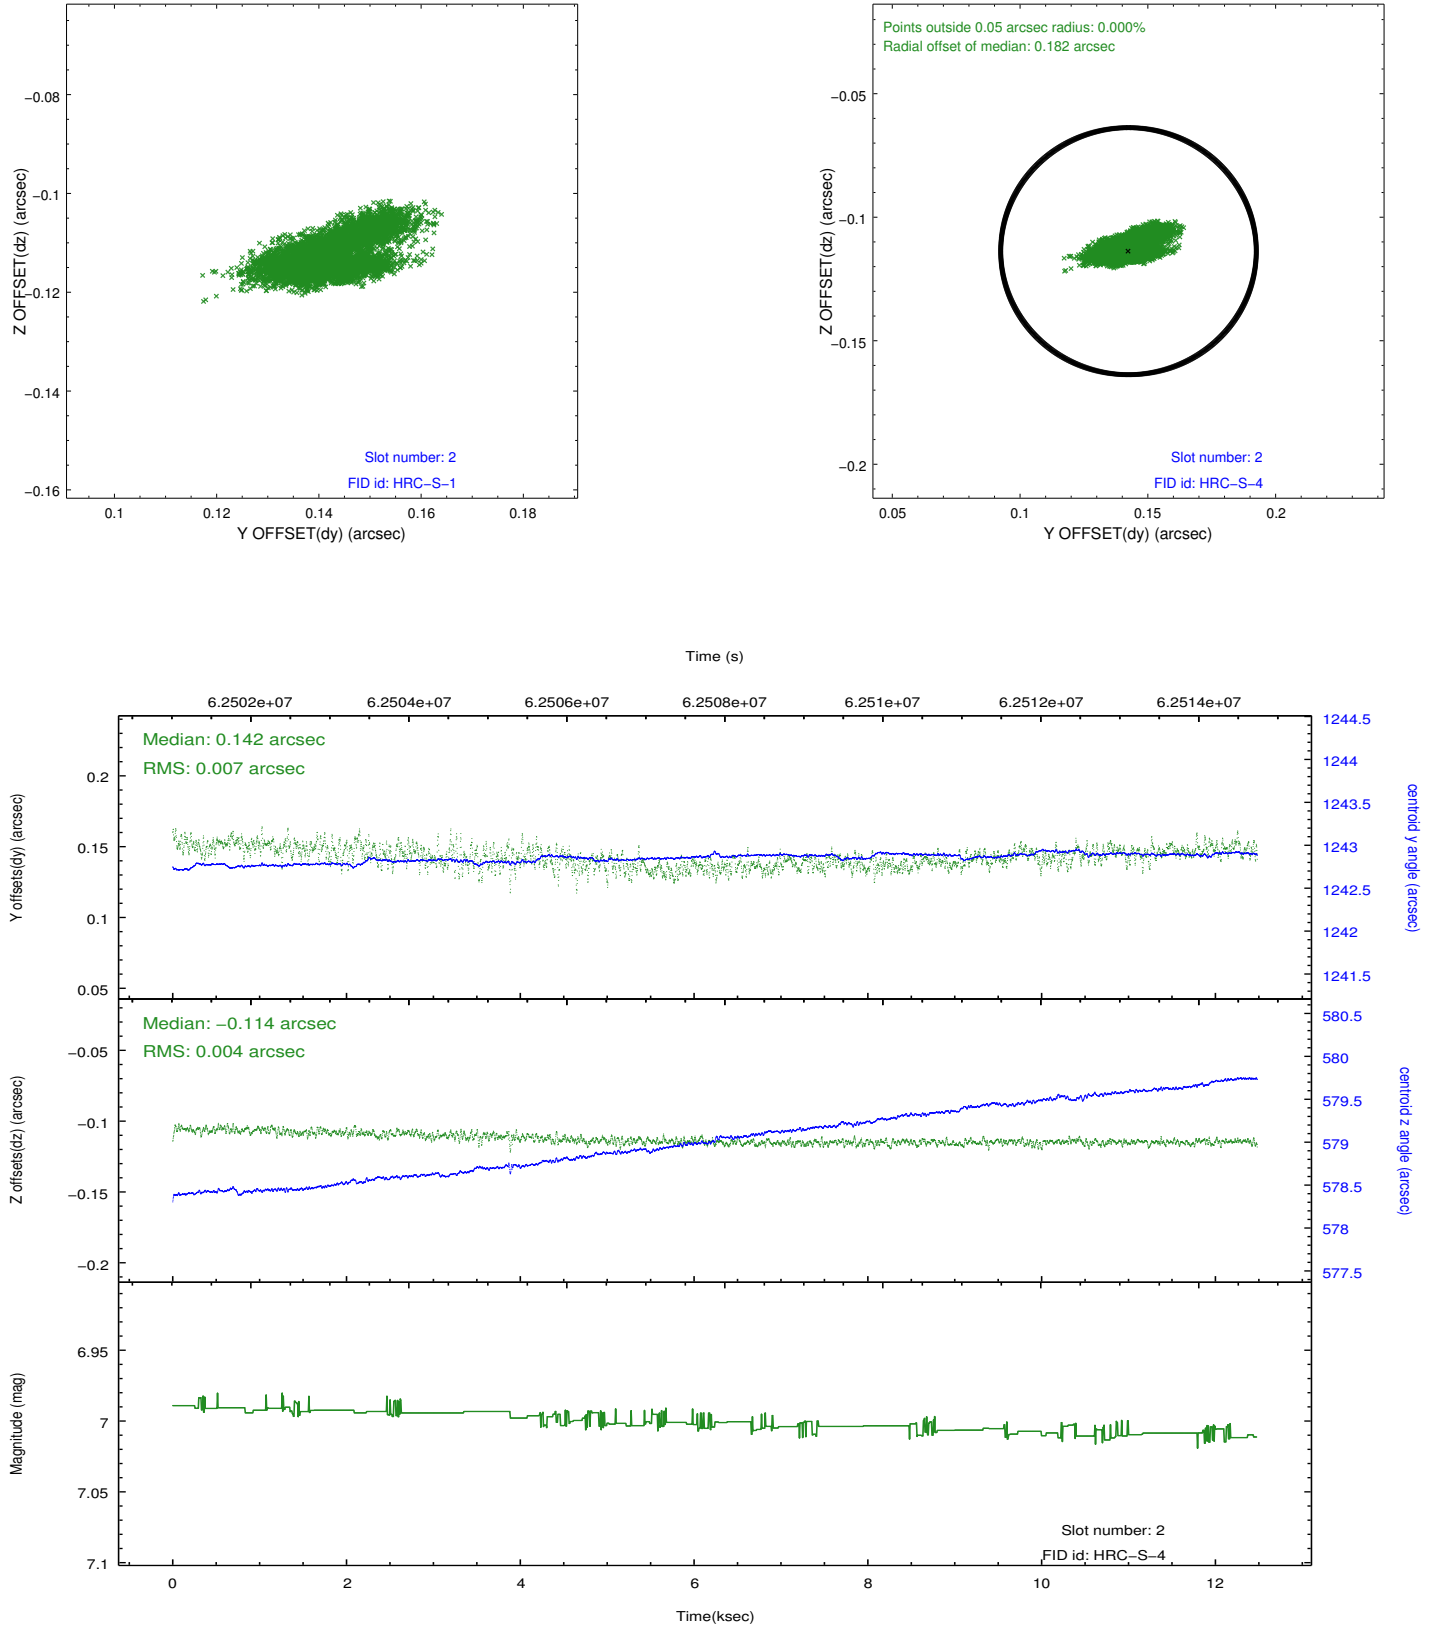 −0.08
−0.1
−0.12
−0.14
−0.16
Z OFFSET(dz) (arcsec)
Slot number: 2
FID id: HRC−S−1
0.1 0.12 0.14 0.16 0.18
Y OFFSET(dy) (arcsec)
Points outside 0.05 arcsec radius: 0.000%
Radial offset of median: 0.182 arcsec
−0.05
−0.1
−0.15
−0.2
Z OFFSET(dz) (arcsec)
Slot number: 2
FID id: HRC−S−4
0.05 0.1 0.15 0.2
Y OFFSET(dy) (arcsec)
Time (s)
6.2502e+07 6.2504e+07 6.2506e+07 6.2508e+07 6.251e+07 6.2512e+07 6.2514e+07
Median: 0.142 arcsec
RMS: 0.007 arcsec
0.2
0.15
0.1
0.05
Y offsets(dy) (arcsec)
1244.5
1244
1243.5
1243
1242.5
1242
1241.5
centroid y angle (arcsec)
Median: −0.114 arcsec
RMS: 0.004 arcsec
−0.05
−0.1
−0.15
−0.2
Z offsets(dz) (arcsec)
580.5
580
579.5
579
578.5
578
577.5
centroid z angle (arcsec)
6.95
7
7.05
7.1
Magnitude (mag)
Slot number: 2
FID id: HRC−S−4
0 2 4 6 8 10 12
Time(ksec)